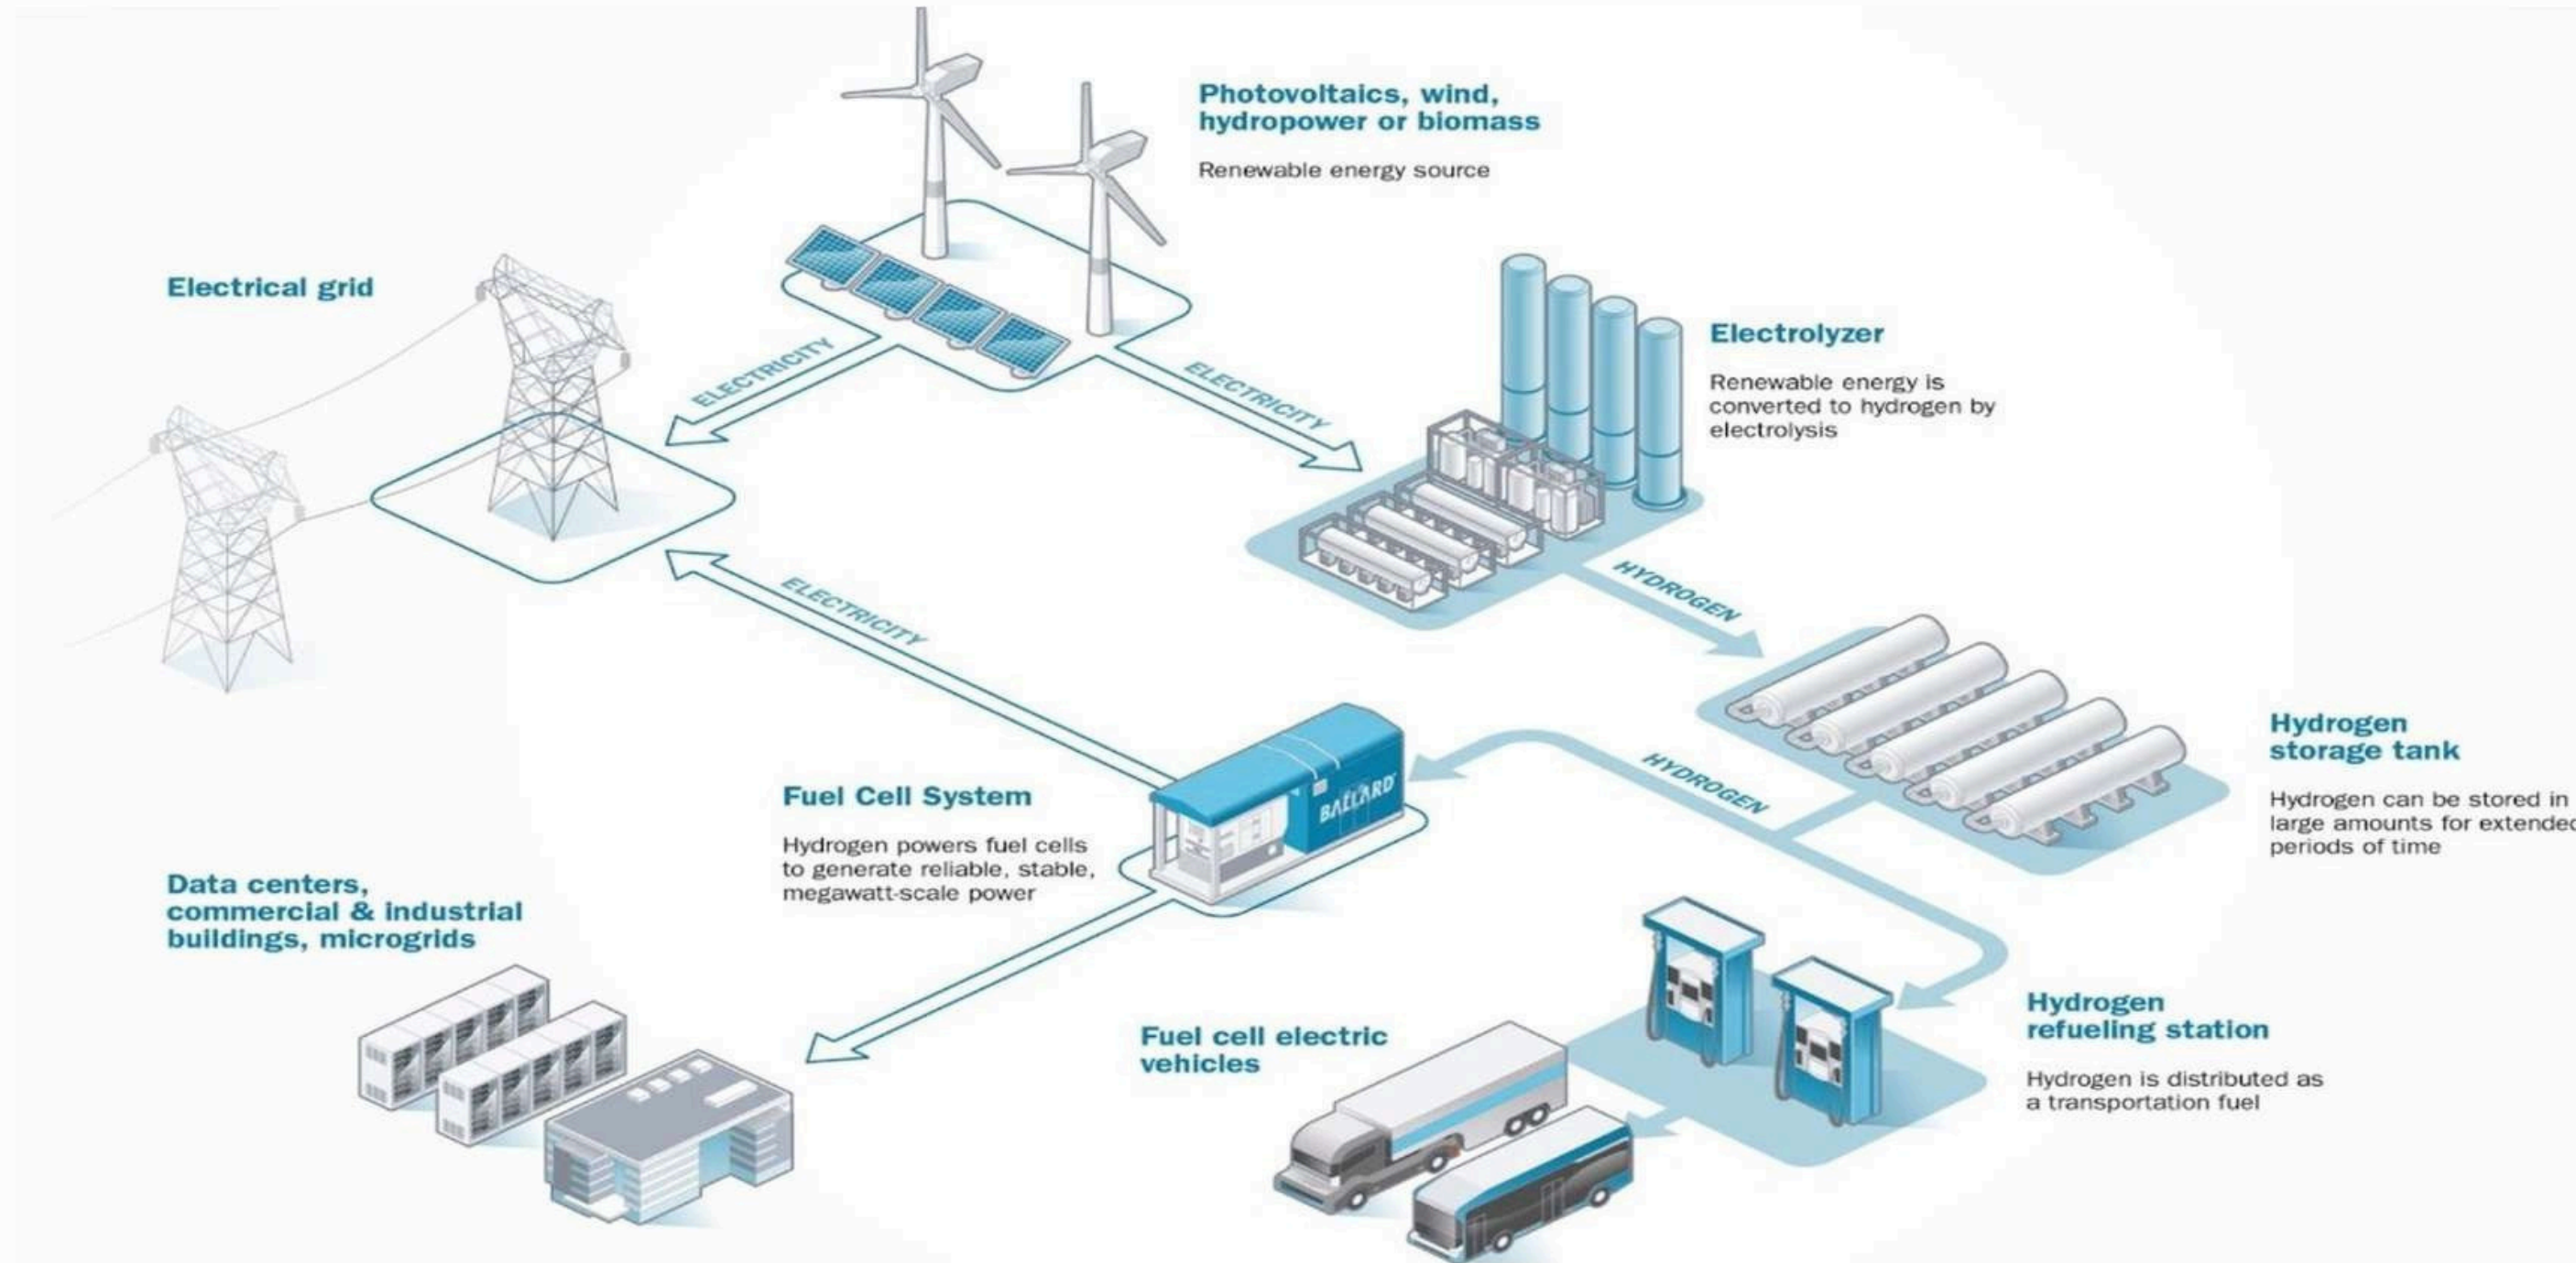 Photovoltaics, wind,
hydropower or biomass
Renewable energy source
Electrical grid
ELECTRICITY
ELECTRICITY
Electrolyzer
Renewable energy is
converted to hydrogen by
electrolysis
HYDROGEN
ELECTRICITY
Hydrogen
storage tank
Hydrogen can be stored in
large amounts for extended
periods of time
HYDROGEN
BALLARD
Fuel Cell System
Hydrogen powers fuel cells
to generate reliable, stable,
megawatt-scale power
Data centers,
commercial & industrial
buildings, microgrids
Fuel cell electric
vehicles
Hydrogen
refueling station
Hydrogen is distributed as
a transportation fuel